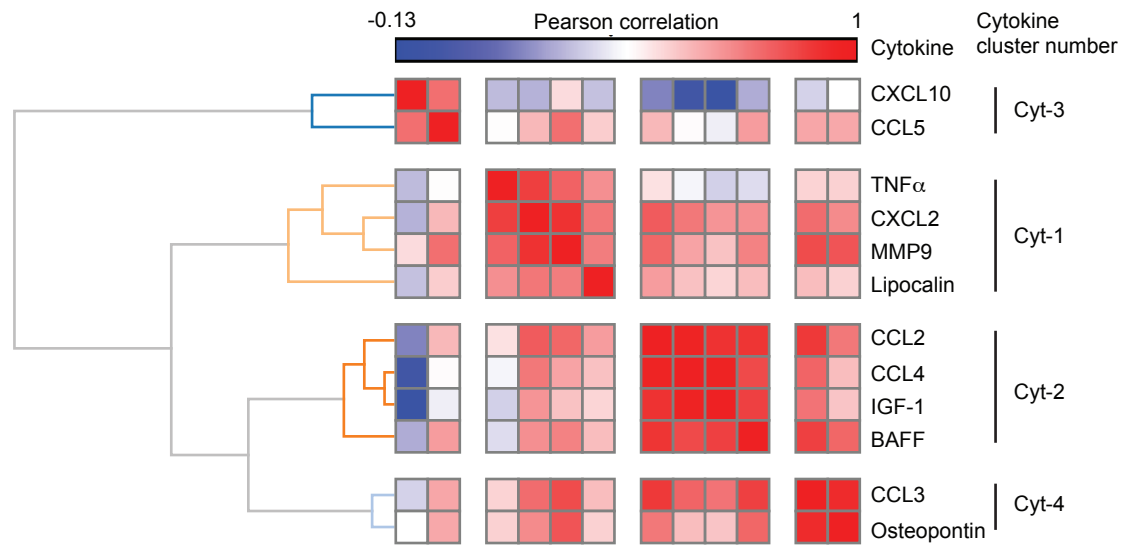 -0.13 Pearson correlation 1 Cytokine
Cytokine cluster number
CXCL10
Cyt-3
CCL5
TNFα
CXCL2
Cyt-1
MMP9
Lipocalin
CCL2
CCL4
Cyt-2
IGF-1
BAFF
CCL3
Cyt-4
Osteopontin